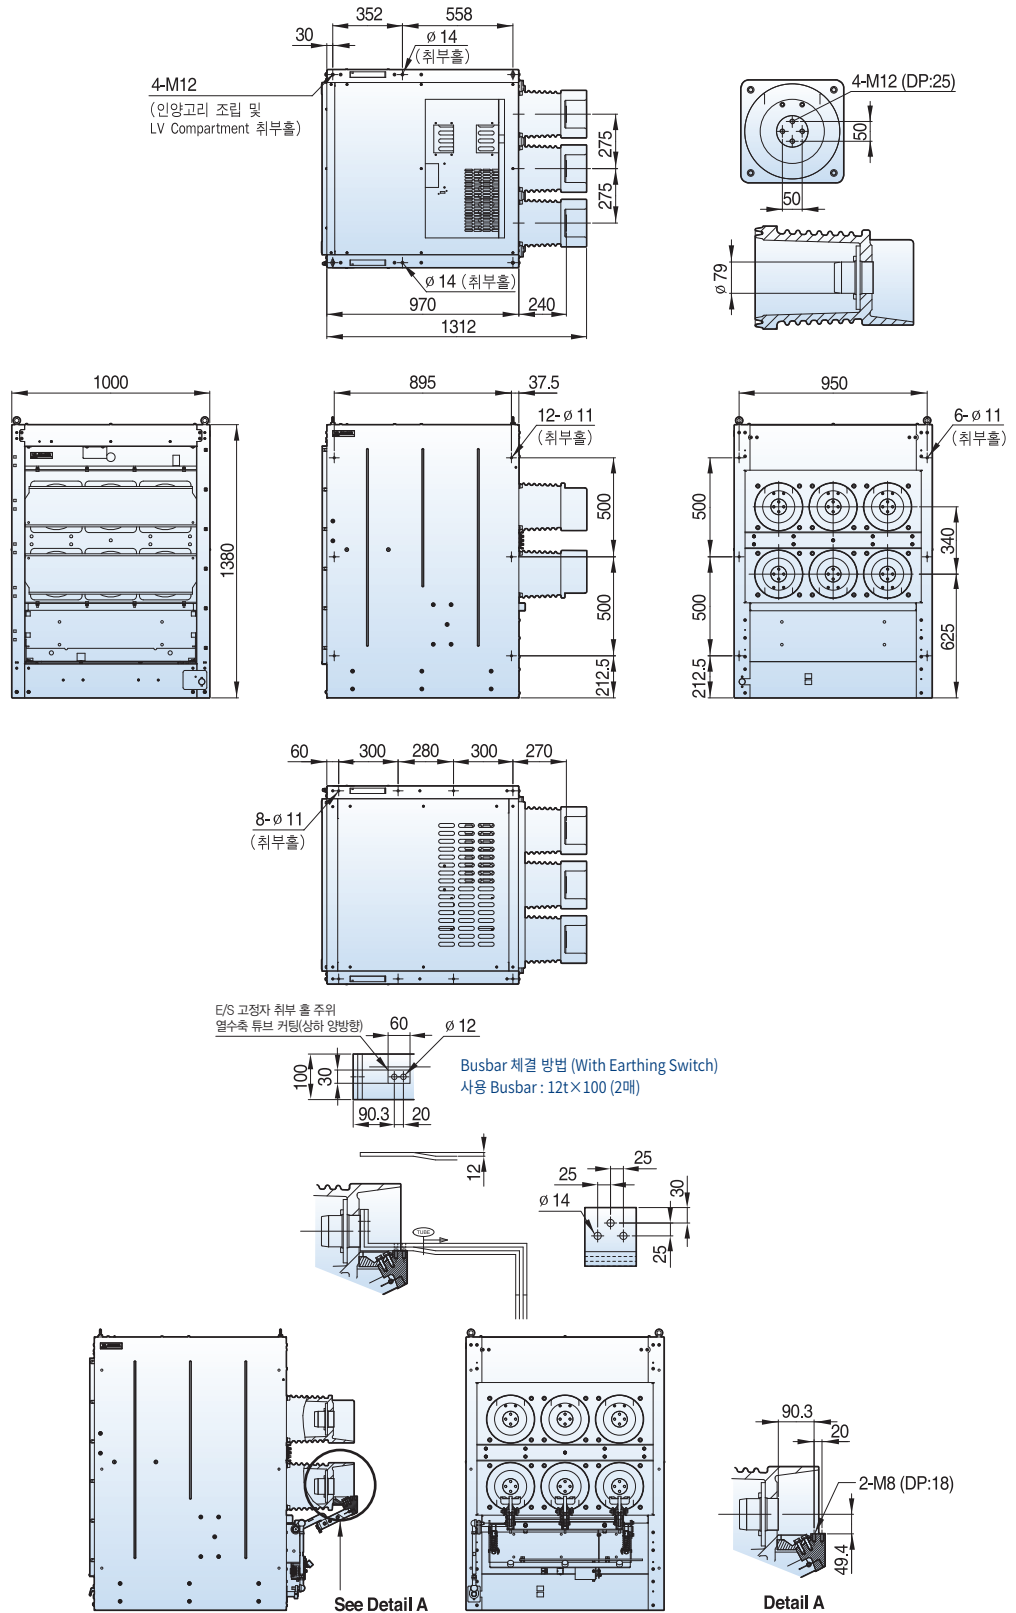 352
558
30
ø 14
(취부홀)
4-M12
(인양고리 조립 및
LV Compartment 취부홀)
275
275
ø 14 (취부홀)
970
240
1312
4-M12 (DP:25)
50
50
ø 79
1000
1380
895
37.5
12- ø 11
(취부홀)
500
500
212.5
950
6- ø 11
(취부홀)
500
340
500
625
212.5
60
300
280
300
270
8- ø 11
(취부홀)
E/S 고정자 취부 홀 주위
열수축 튜브 커팅(상하 양방향)
60
ø 12
100
30
90.3
20
Busbar 체결 방법 (With Earthing Switch)
사용 Busbar : 12t×100 (2매)
12
TUBE
25
25
ø 14
30
25
See Detail A
90.3
20
2-M8 (DP:18)
49.4
Detail A